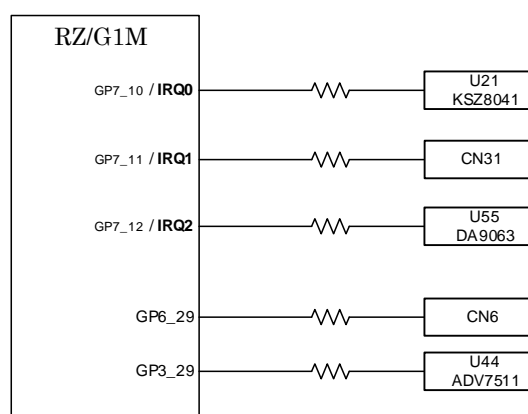 RZ/G1M
GP7_10 / IRQ0
U21
KSZ8041
GP7_11 / IRQ1
CN31
GP7_12 / IRQ2
U55
DA9063
GP6_29
CN6
GP3_29
U44
ADV7511